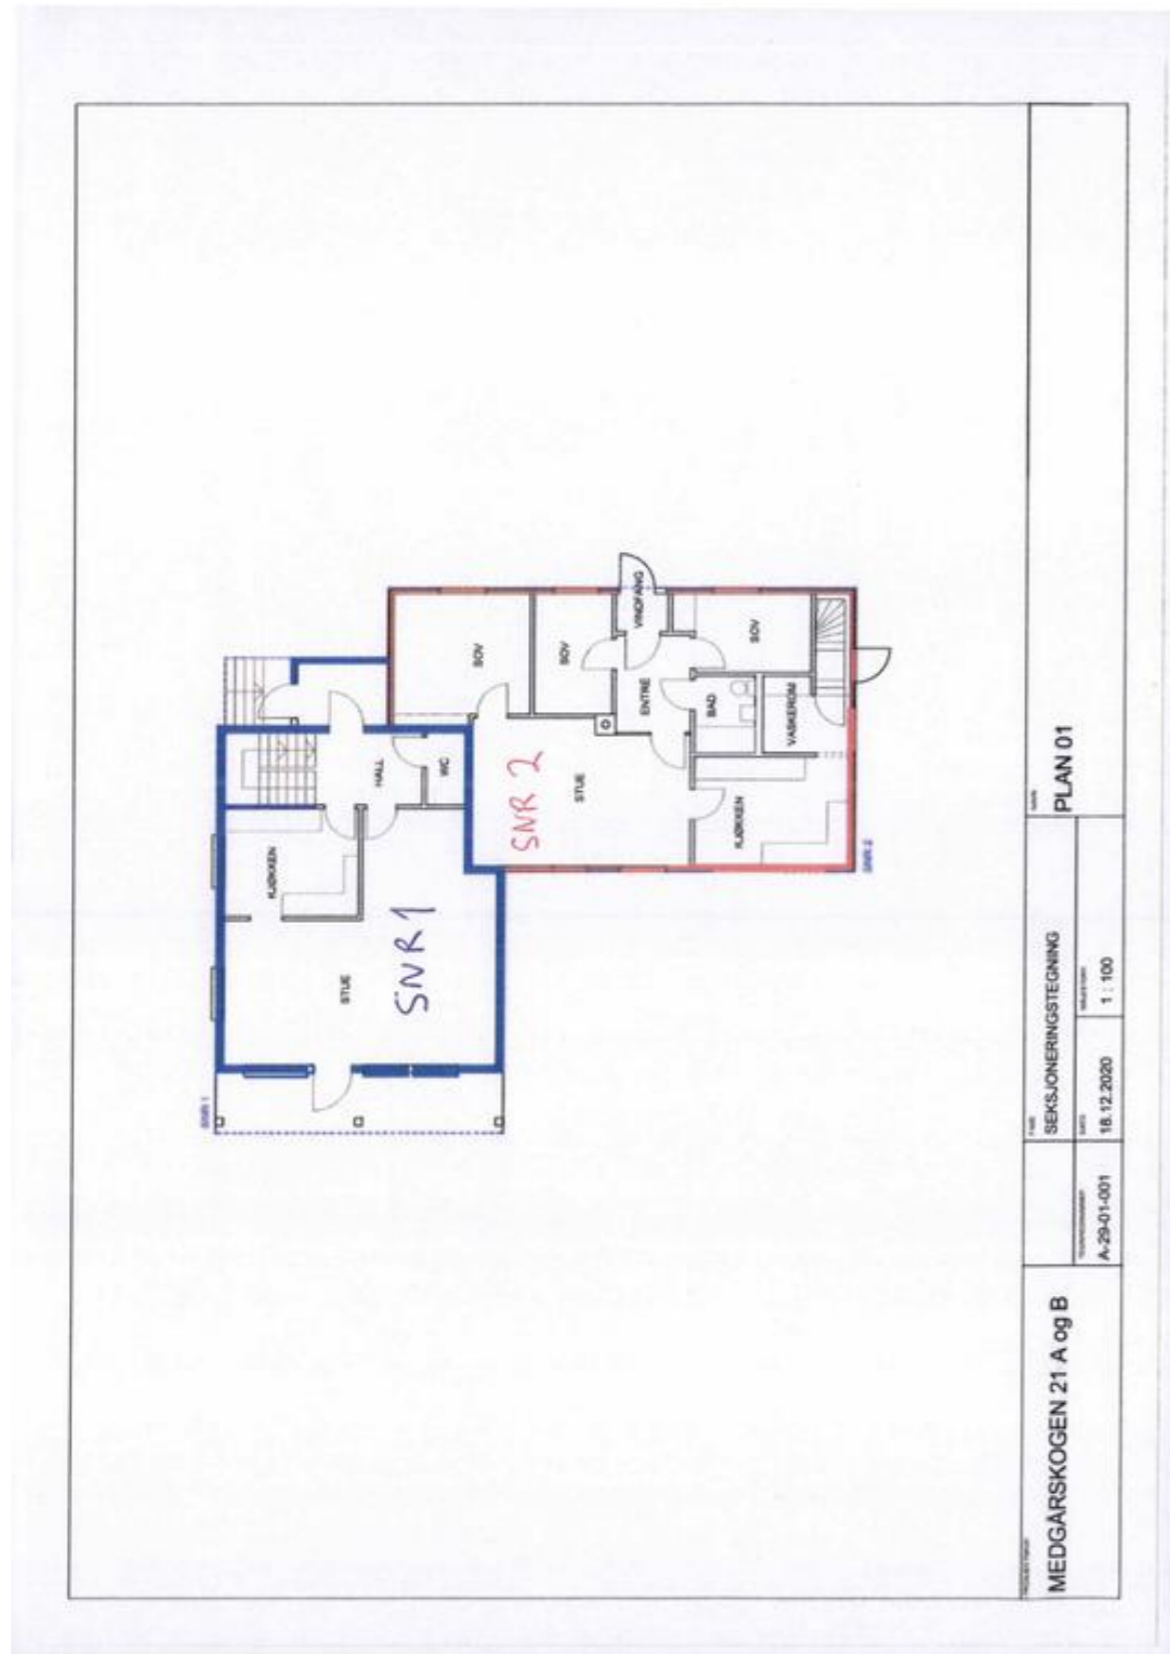 SNR 1
KJØKKEN
STUE
SNR1
HALL
WC
SOV
SOV
VINDFANG
SOV
ENTRE
BAD
VASKEROM
STUE
SNR 2
KJØKKEN
SNR 2
MEDGÅRSKOGEN 21 A og B
A-29-01-001
SEKSJONERINGSTEGNING
18.12.2020
1 : 100
PLAN 01